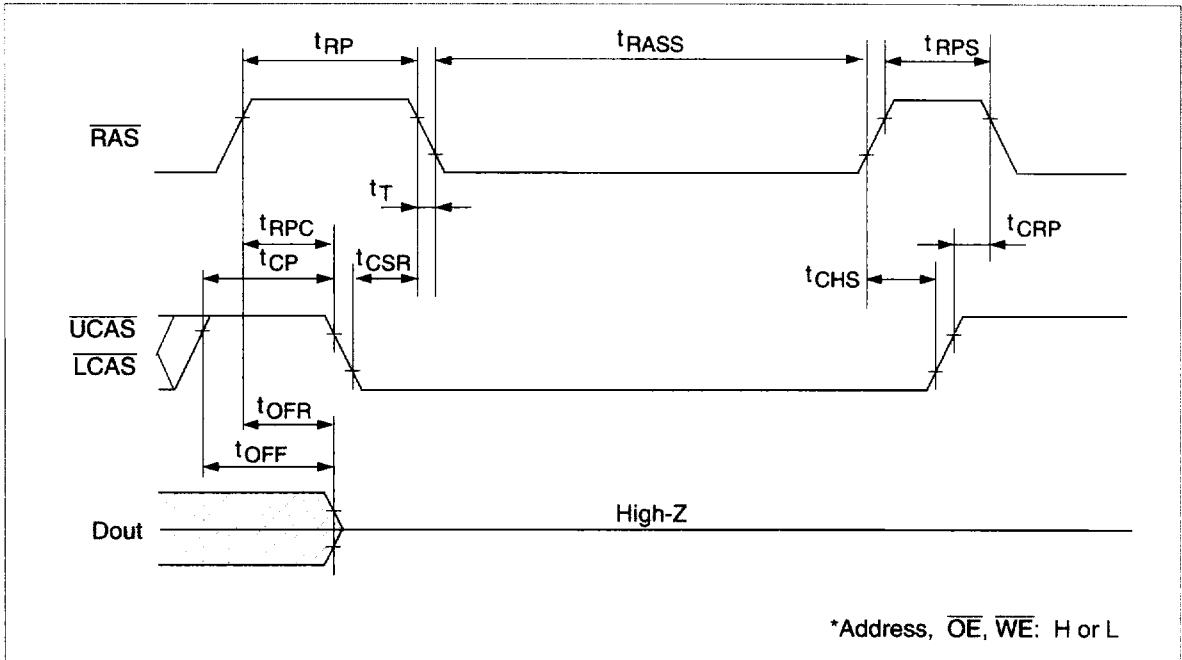 tRP
tRASS
tRPS
RAS
tT
tRPC
tCRP
tCP
tCSR
tCHS
UCAS
LCAS
tOFR
tOFF
High-Z
Dout
*Address, OE, WE: H or L